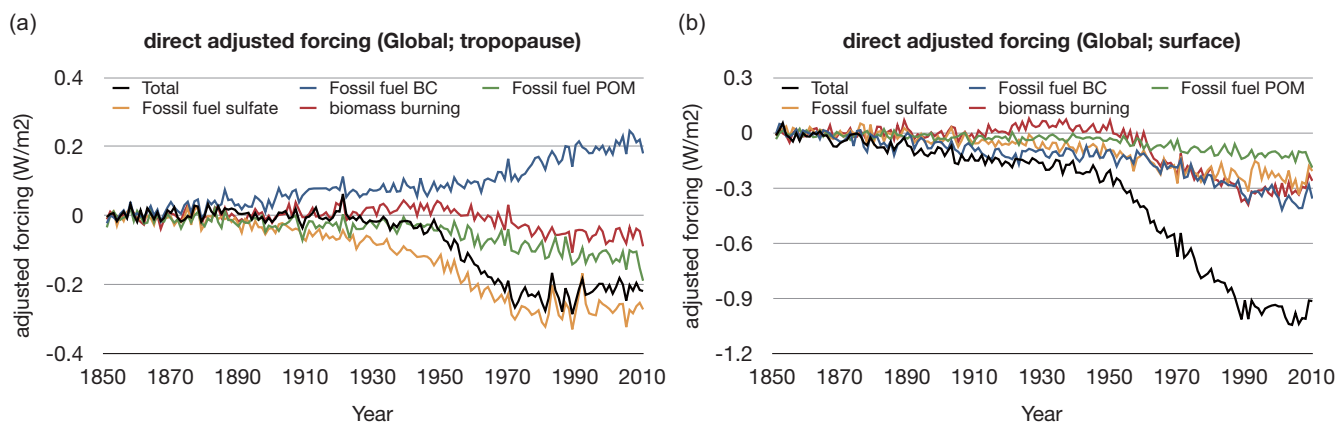 (a)
direct adjusted forcing (Global; tropopause)
Total Fossil fuel BC Fossil fuel POM
Fossil fuel sulfate biomass burning
adjusted forcing (W/m2)
0.4
0.2
0
-0.2
-0.4
1850 1870 1890 1910 1930 1950 1970 1990 2010
Year
(b)
direct adjusted forcing (Global; surface)
Total Fossil fuel BC Fossil fuel POM
Fossil fuel sulfate biomass burning
adjusted forcing (W/m2)
0.3
0
-0.3
-0.6
-0.9
-1.2
1850 1870 1890 1910 1930 1950 1970 1990 2010
Year